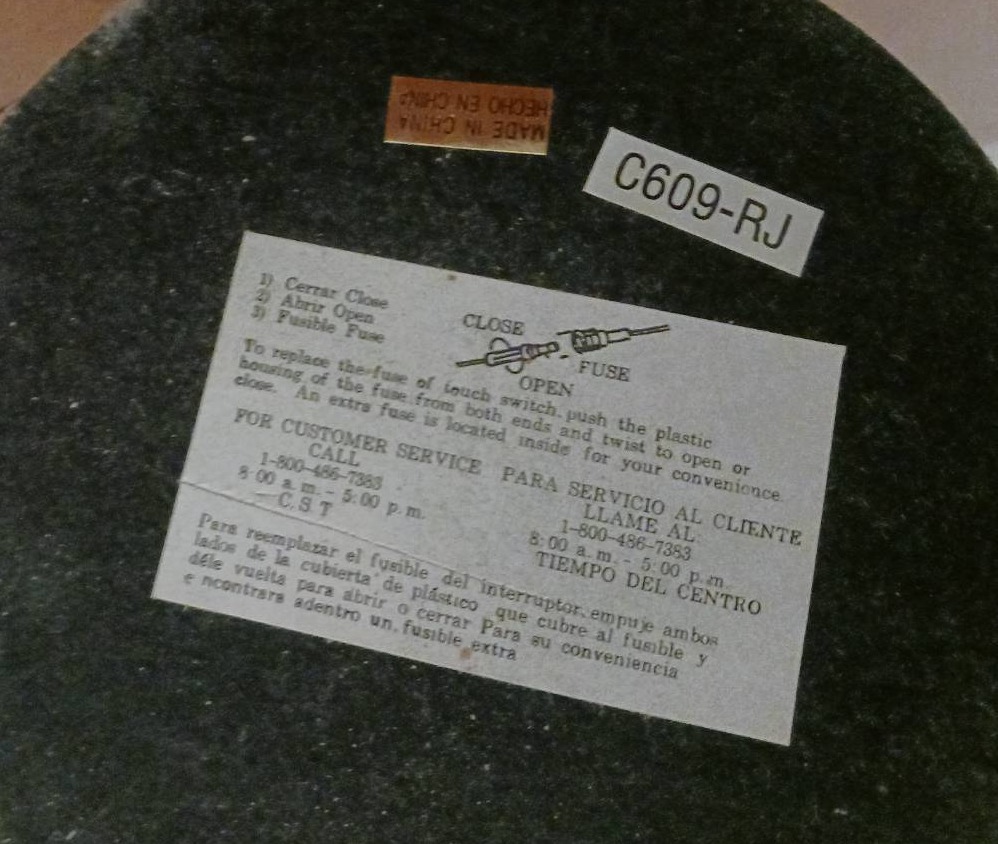 MADE IN CHINA
HECHO EN CHINA
C609-RJ
1) Cerrar Close
2) Abrir Open
3) Fusible Fuse
CLOSE
FUSE
OPEN
To replace the fuse of touch switch, push the plastic
housing of the fuse from both ends and twist to open or
close. An extra fuse is located inside for your convenience.
FOR CUSTOMER SERVICE
CALL
1-800-486-7383
8:00 a.m. - 5:00 p.m.
C.S.T
PARA SERVICIO AL CLIENTE
LLAME AL
1-800-486-7383
8:00 a.m. - 5:00 p.m.
TIEMPO DEL CENTRO
Para reemplazar el fusible del interruptor, empuje ambos
lados de la cubierta de plástico que cubre al fusible y
déle vuelta para abrir o cerrar Para su conveniencia
e ncontrara adentro un fusible extra